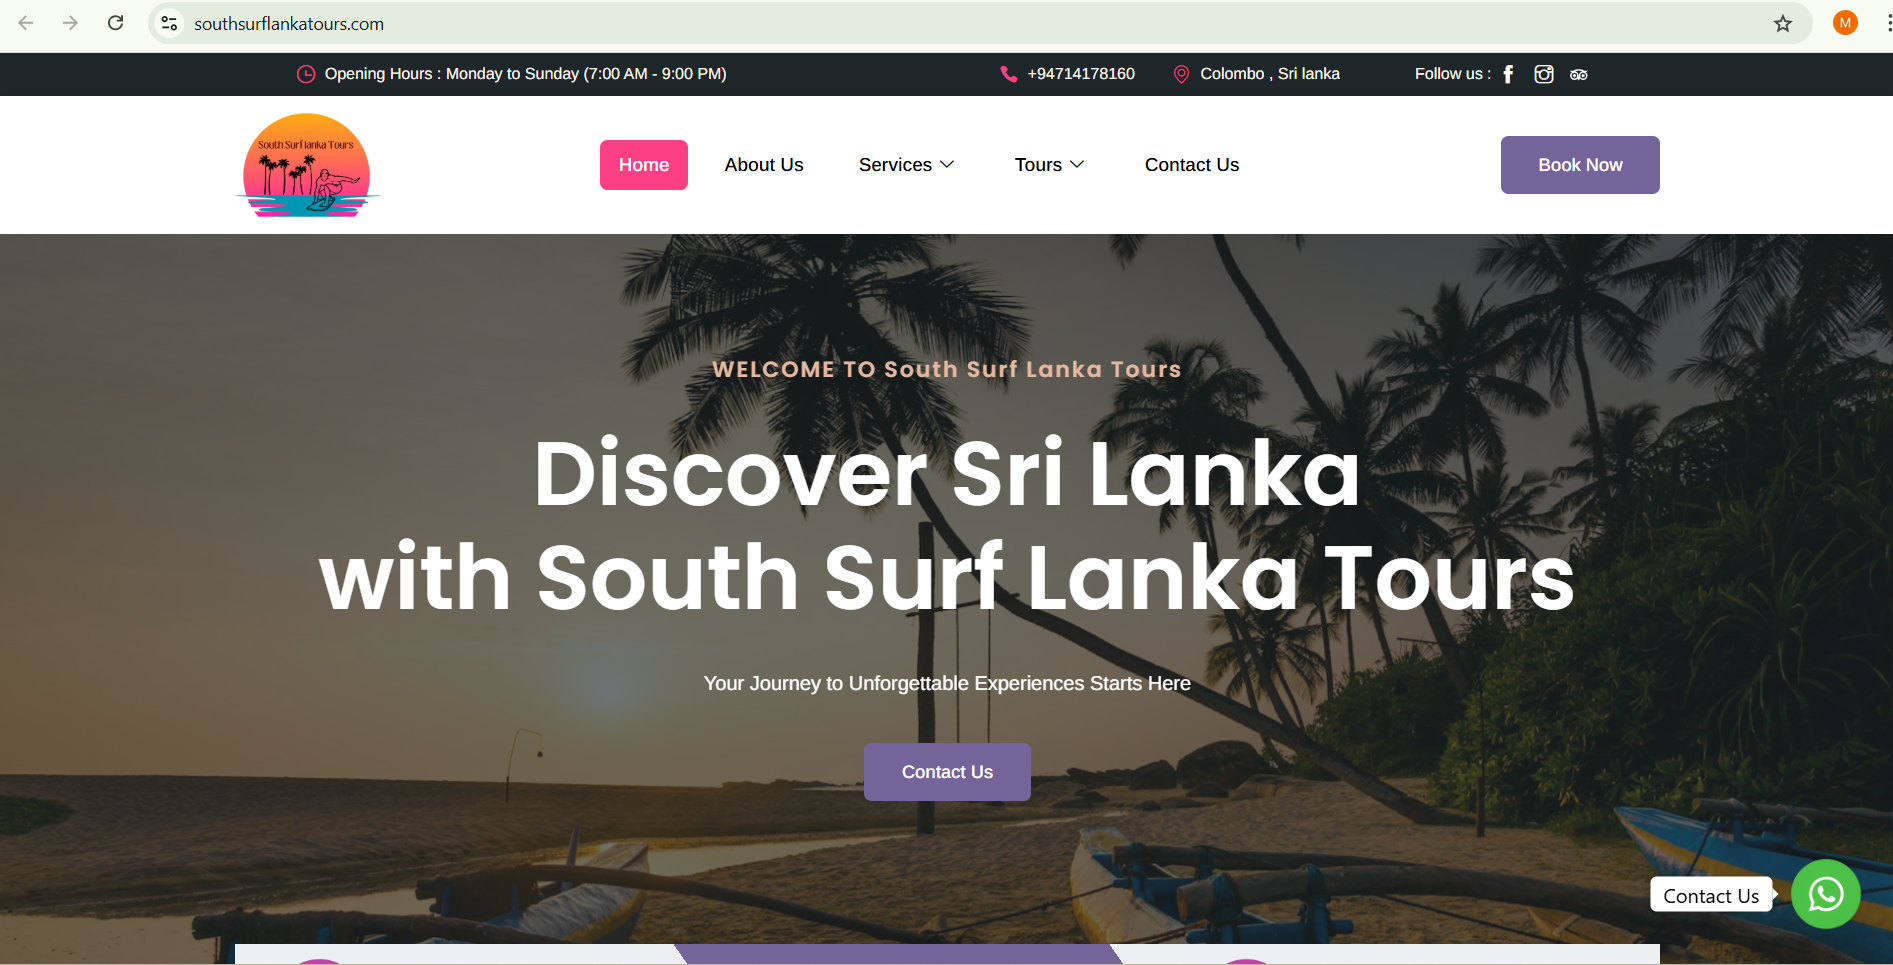 southsurflankatours.com
M
Opening Hours : Monday to Sunday (7:00 AM - 9:00 PM)
+94714178160
Colombo , Sri lanka
Follow us :
South Surf lanka Tours
Home
About Us
Services
Tours
Contact Us
Book Now
WELCOME TO South Surf Lanka Tours
Discover Sri Lanka
with South Surf Lanka Tours
Your Journey to Unforgettable Experiences Starts Here
Contact Us
Contact Us